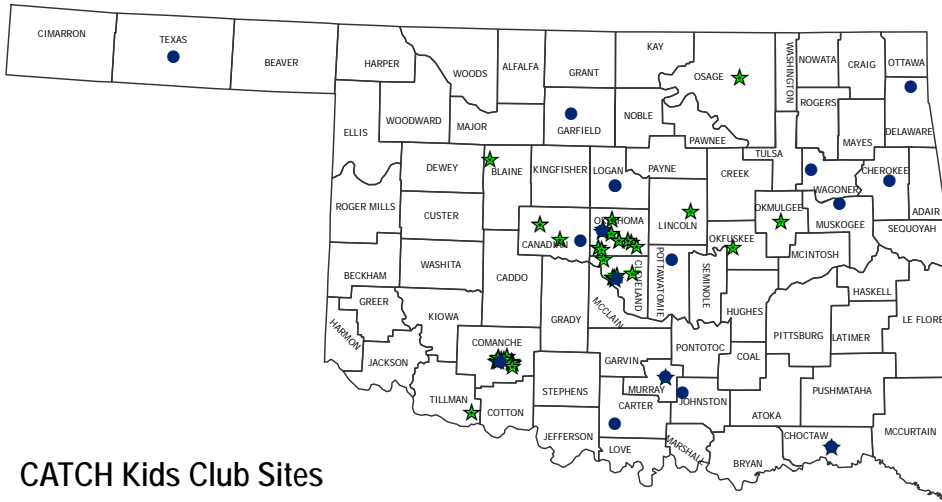 CIMARRON
TEXAS
BEAVER
HARPER
WOODS
ALFALFA
GRANT
KAY
OSAGE
WASHINGTON
NOWATA
CRAIG
OTTAWA
ELLIS
WOODWARD
MAJOR
GARFIELD
NOBLE
PAWNEE
ROGERS
MAYES
DELAWARE
TULSA
DEWEY
BLAINE
KINGFISHER
LOGAN
PAYNE
CREEK
WAGONER
CHEROKEE
ADAIR
ROGER MILLS
CUSTER
CANADIAN
OKLAHOMA
LINCOLN
OKFUSKEE
OKMULGEE
MUSKOGEE
SEQUOYAH
MCINTOSH
BECKHAM
WASHITA
CADDO
CLEVELAND
POTTAWATOMIE
SEMINOLE
HASKELL
GREER
KIOWA
GRADY
MCCLAIN
HUGHES
PITTSBURG
LATIMER
LE FLORE
HARMON
JACKSON
COMANCHE
GARVIN
PONTOTOC
COAL
TILLMAN
COTTON
STEPHENS
MURRAY
CARTER
JOHNSTON
ATOKA
PUSHMATAHA
JEFFERSON
LOVE
MARSHALL
BRYAN
CHOCTAW
MCCURTAIN
CATCH Kids Club Sites